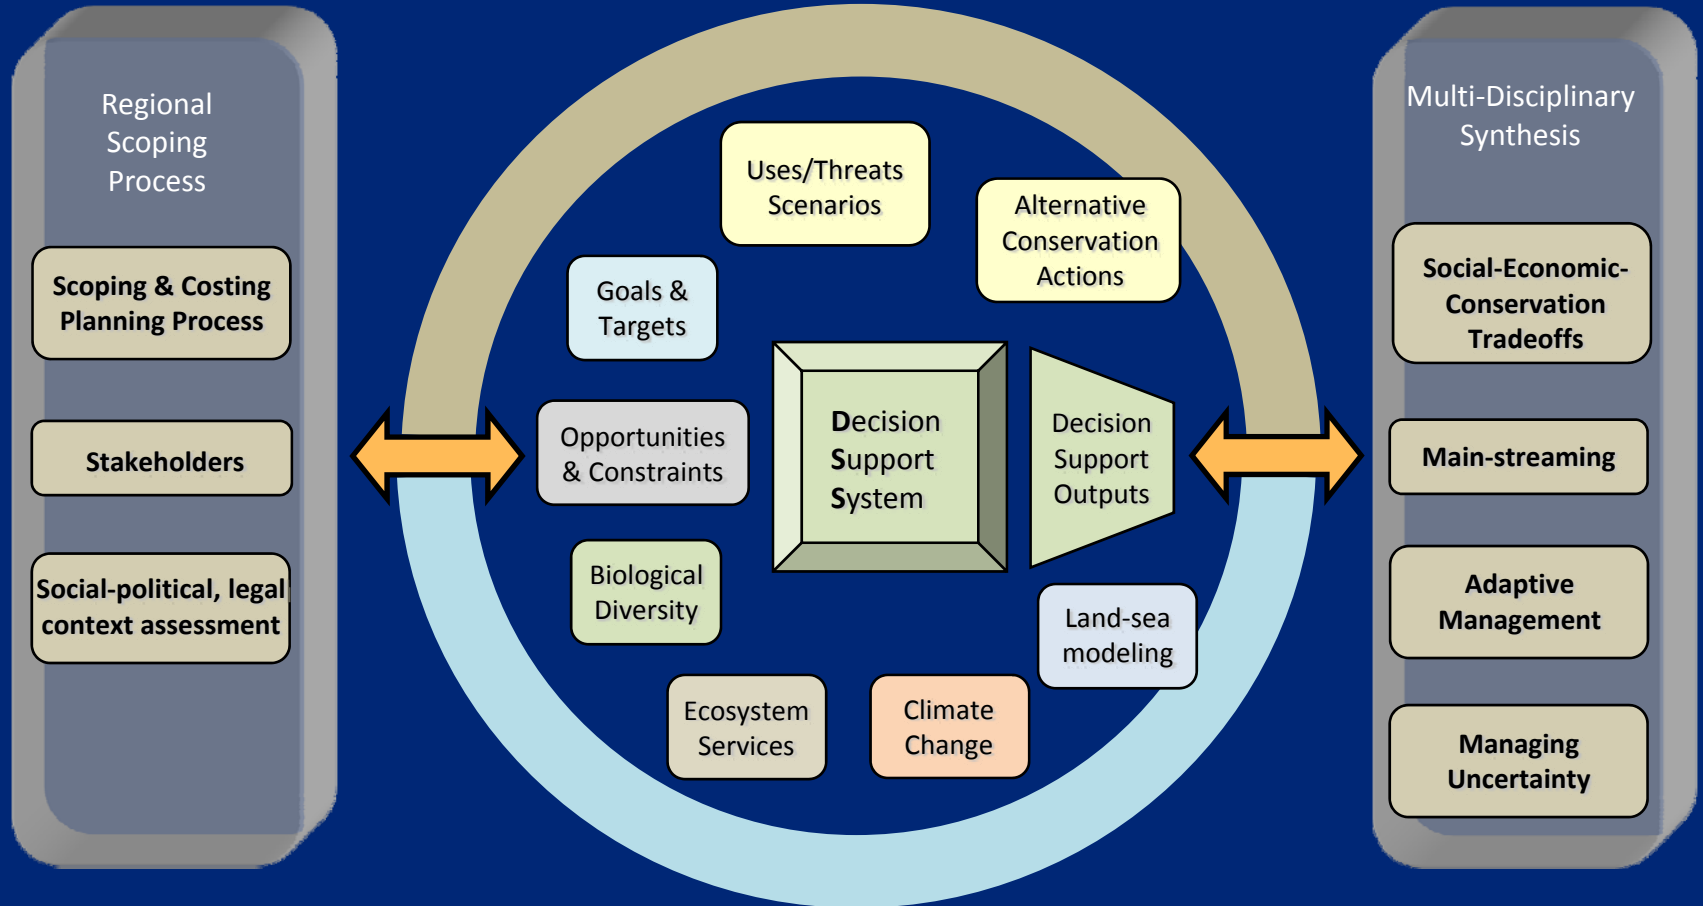 Regional
Scoping
Process
Scoping & Costing
Planning Process
Stakeholders
Social-political, legal
context assessment
Uses/Threats
Scenarios
Alternative
Conservation
Actions
Goals &
Targets
Opportunities
& Constraints
Decision
Support
System
Decision
Support
Outputs
Biological
Diversity
Land-sea
modeling
Ecosystem
Services
Climate
Change
Multi-Disciplinary
Synthesis
Social-Economic-
Conservation
Tradeoffs
Main-streaming
Adaptive
Management
Managing
Uncertainty